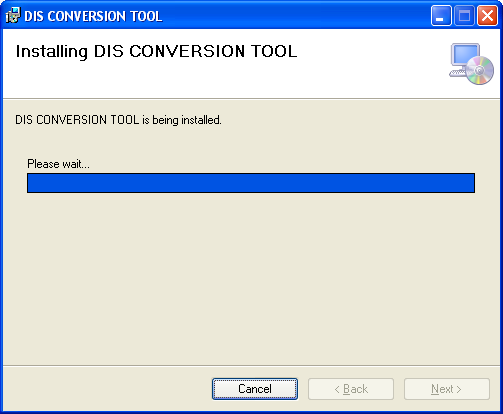 DIS CONVERSION TOOL
Installing DIS CONVERSION TOOL
DIS CONVERSION TOOL is being installed.
Please wait...
Cancel
< Back
Next >